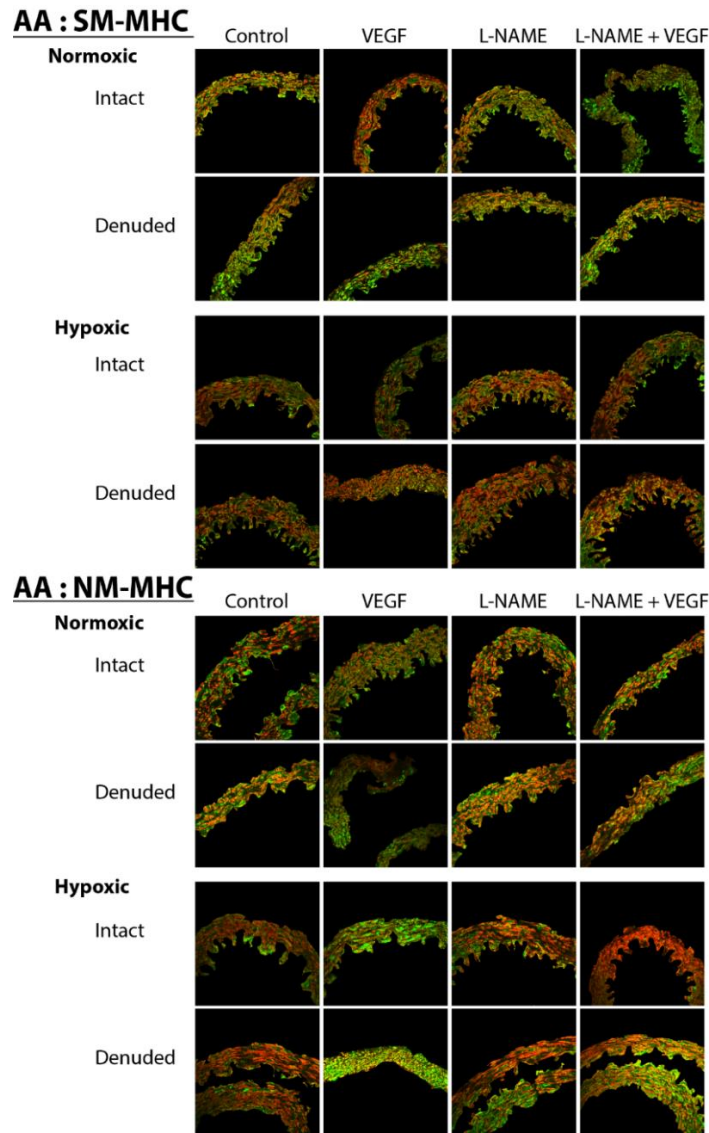 AA : SM-MHC
Control VEGF L-NAME L-NAME + VEGF
Normoxic
Intact
Denuded
Hypoxic
Intact
Denuded
AA : NM-MHC
Control VEGF L-NAME L-NAME + VEGF
Normoxic
Intact
Denuded
Hypoxic
Intact
Denuded